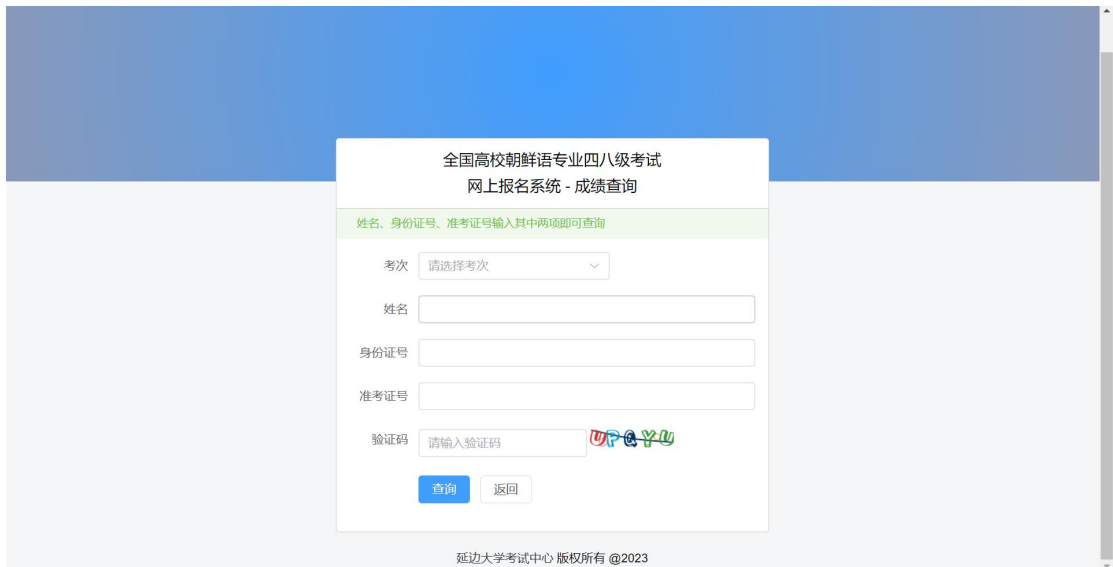 全国高校朝鲜语专业四八级考试
网上报名系统 - 成绩查询
姓名、身份证号、准考证号输入其中两项即可查询
考次 请选择考次
姓名
身份证号
准考证号
验证码 请输入验证码 UPQYU
查询 返回
延边大学考试中心 版权所有 @2023